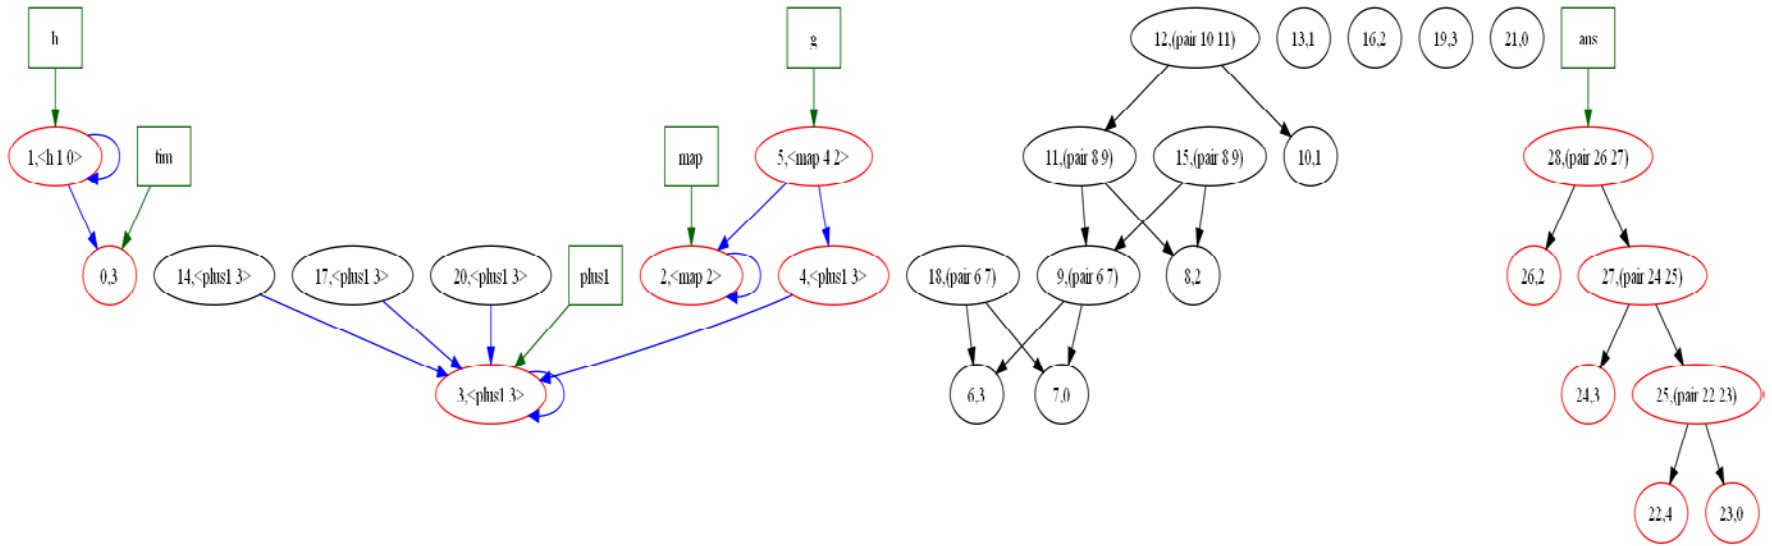 h
g
12,(pair 10 11)
13,1
16,2
19,3
21,0
ans
1,<h 1 0>
tim
map
5,<map 4 2>
11,(pair 8 9)
15,(pair 8 9)
10,1
28,(pair 26 27)
0,3
14,<plus1 3>
17,<plus1 3>
20,<plus1 3>
plus1
2,<map 2>
4,<plus1 3>
18,(pair 6 7)
9,(pair 6 7)
8,2
26,2
27,(pair 24 25)
3,<plus1 3>
6,3
7,0
24,3
25,(pair 22 23)
22,4
23,0